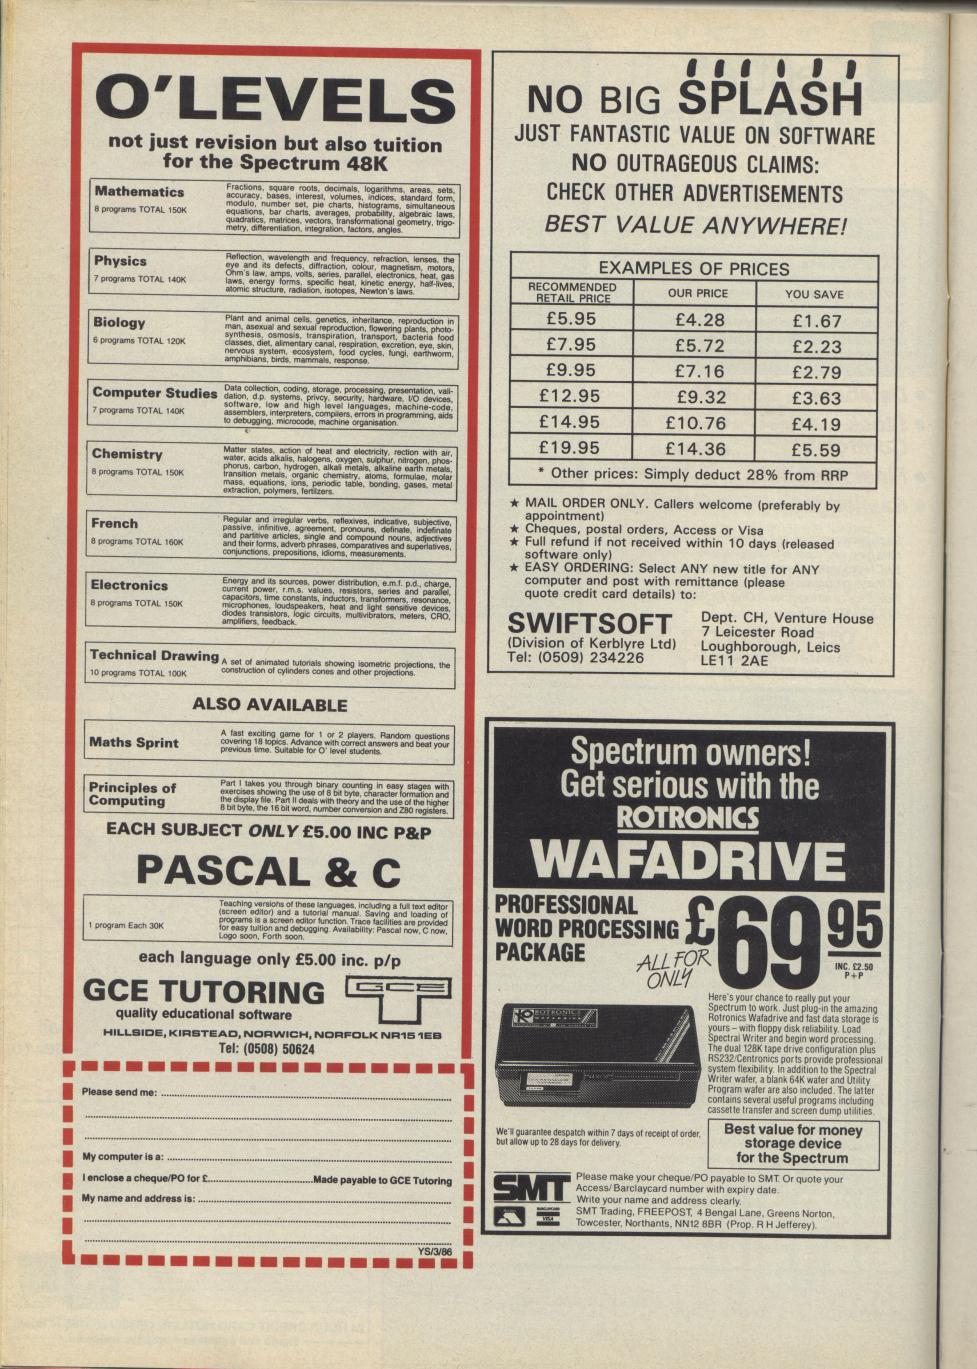 O'LEVELS
not just revision but also tuition
for the Spectrum 48K
Mathematics
8 programs TOTAL 150K
Fractions, square roots, decimals, logarithms, areas, sets,
accuracy, bases, interest, volumes, indices, standard form,
modulo, number set, pie charts, histograms, simultaneous
equations, bar charts, averages, probability, algebraic laws,
quadratics, matrices, vectors, transformational geometry, trigo-
metry, differentiation, integration, factors, angles.
Physics
7 programs TOTAL 140K
Reflection, wavelength and frequency, refraction, lenses, the
eye and its defects, diffraction, colour, magnetism, motors,
Ohm's law, amps, volts, series, parallel, electronics, heat, gas
laws, energy forms, specific heat, kinetic energy, half-lives,
atomic structure, radiation, isotopes, Newton's laws.
Biology
6 programs TOTAL 120K
Plant and animal cells, genetics, inheritance, reproduction in
man, asexual and sexual reproduction, flowering plants, photo-
synthesis, osmosis, transpiration, transport, bacteria food
classes, diet, alimentary canal, respiration, excretion, eye, skin,
nervous system, ecosystem, food cycles, fungi, earthworm,
amphibians, birds, mammals, response.
Computer Studies
7 programs TOTAL 140K
Data collection, coding, storage, processing, presentation, vali-
dation, d.p. systems, privcy, security, hardware, I/O devices,
software, low and high level languages, machine-code,
assemblers, interpreters, compilers, errors in programming, aids
to debugging, microcode, machine organisation.
Chemistry
8 programs TOTAL 150K
Matter states, action of heat and electricity, rection with air,
water, acids alkalis, halogens, oxygen, sulphur, nitrogen, phos-
phorus, carbon, hydrogen, alkali metals, alkaline earth metals,
transition metals, organic chemistry, atoms, formulae, molar
mass, equations, ions, periodic table, bonding, gases, metal
extraction, polymers, fertilzers.
French
8 programs TOTAL 160K
Regular and irregular verbs, reflexives, indicative, subjective,
passive, infinitive, agreement, pronouns, definate, indefinate
and partitive articles, single and compound nouns, adjectives
and their forms, adverb phrases, comparatives and superlatives,
conjunctions, prepositions, idioms, measurements.
Electronics
8 programs TOTAL 150K
Energy and its sources, power distribution, e.m.f. p.d., charge,
current power, r.m.s. values, resistors, series and parallel,
capacitors, time constants, inductors, transformers, resonance,
microphones, loudspeakers, heat and light sensitive devices,
diodes transistors, logic circuits, multivibrators, meters, CRO,
amplifiers, feedback.
Technical Drawing
10 programs TOTAL 100K
A set of animated tutorials showing isometric projections, the
construction of cylinders cones and other projections.
ALSO AVAILABLE
Maths Sprint
A fast exciting game for 1 or 2 players. Random questions
covering 18 topics. Advance with correct answers and beat your
previous time. Suitable for O' level students.
Principles of
Computing
Part I takes you through binary counting in easy stages with
exercises showing the use of 8 bit byte, character formation and
the display file. Part II deals with theory and the use of the higher
8 bit byte, the 16 bit word, number conversion and Z80 registers.
EACH SUBJECT ONLY £5.00 INC P&P
PASCAL & C
1 program Each 30K
Teaching versions of these languages, including a full text editor
(screen editor) and a tutorial manual. Saving and loading of
programs is a screen editor function. Trace facilities are provided
for easy tuition and debugging. Availability: Pascal now, C now,
Logo soon, Forth soon.
each language only £5.00 inc. p/p
GCE TUTORING
quality educational software
GCE
HILLSIDE, KIRSTEAD, NORWICH, NORFOLK NR15 1EB
Tel: (0508) 50624
Please send me:
My computer is a:
I enclose a cheque/PO for £ Made payable to GCE Tutoring
My name and address is:
YS/3/86
NO BIG SPLASH
JUST FANTASTIC VALUE ON SOFTWARE
NO OUTRAGEOUS CLAIMS:
CHECK OTHER ADVERTISEMENTS
BEST VALUE ANYWHERE!
EXAMPLES OF PRICES
RECOMMENDED RETAIL PRICE OUR PRICE YOU SAVE
£5.95 £4.28 £1.67
£7.95 £5.72 £2.23
£9.95 £7.16 £2.79
£12.95 £9.32 £3.63
£14.95 £10.76 £4.19
£19.95 £14.36 £5.59
* Other prices: Simply deduct 28% from RRP
★ MAIL ORDER ONLY. Callers welcome (preferably by
appointment)
★ Cheques, postal orders, Access or Visa
★ Full refund if not received within 10 days (released
software only)
★ EASY ORDERING: Select ANY new title for ANY
computer and post with remittance (please
quote credit card details) to:
SWIFTSOFT
(Division of Kerblyre Ltd)
Tel: (0509) 234226
Dept. CH, Venture House
7 Leicester Road
Loughborough, Leics
LE11 2AE
Spectrum owners!
Get serious with the
ROTRONICS
WAFADRIVE
PROFESSIONAL
WORD PROCESSING
PACKAGE
ALL FOR
ONLY
£69 95
INC. £2.50
P+P
ROTRONICS
Here's your chance to really put your
Spectrum to work. Just plug-in the amazing
Rotronics Wafadrive and fast data storage is
yours – with floppy disk reliability. Load
Spectral Writer and begin word processing.
The dual 128K tape drive configuration plus
RS232/Centronics ports provide professional
system flexibility. In addition to the Spectral
Writer wafer, a blank 64K wafer and Utility
Program wafer are also included. The latter
contains several useful programs including
cassette transfer and screen dump utilities.
We'll guarantee despatch within 7 days of receipt of order,
but allow up to 28 days for delivery.
Best value for money
storage device
for the Spectrum
SMT
BARCLAYCARD
VISA
Please make your cheque/PO payable to SMT. Or quote your
Access/Barclaycard number with expiry date.
Write your name and address clearly.
SMT Trading, FREEPOST, 4 Bengal Lane, Greens Norton,
Towcester, Northants, NN12 8BR (Prop. R H Jefferey).